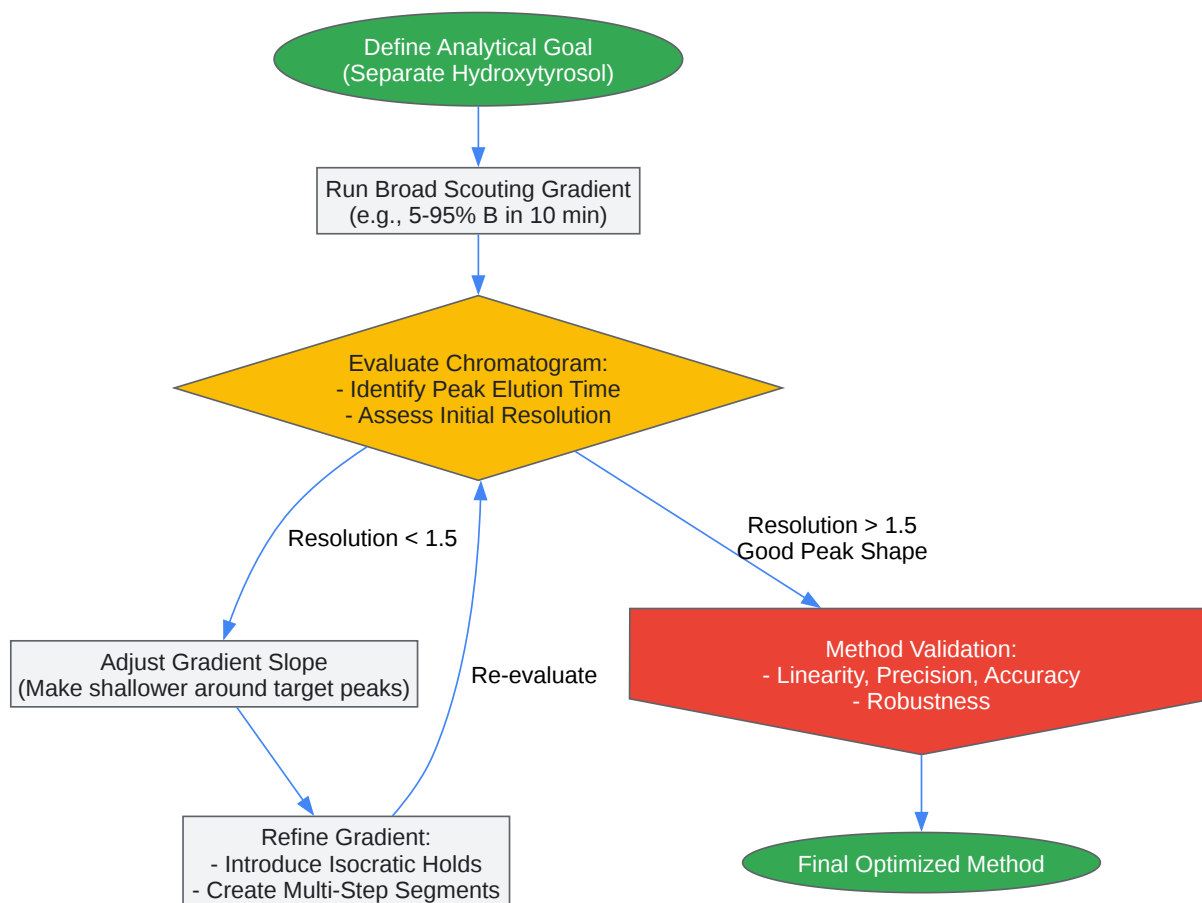 Define Analytical Goal
(Separate Hydroxytyrosol)
Run Broad Scouting Gradient
(e.g., 5-95% B in 10 min)
Evaluate Chromatogram:
- Identify Peak Elution Time
- Assess Initial Resolution
Resolution < 1.5
Resolution > 1.5
Good Peak Shape
Adjust Gradient Slope
(Make shallower around target peaks)
Re-evaluate
Method Validation:
- Linearity, Precision, Accuracy
- Robustness
Refine Gradient:
- Introduce Isocratic Holds
- Create Multi-Step Segments
Final Optimized Method